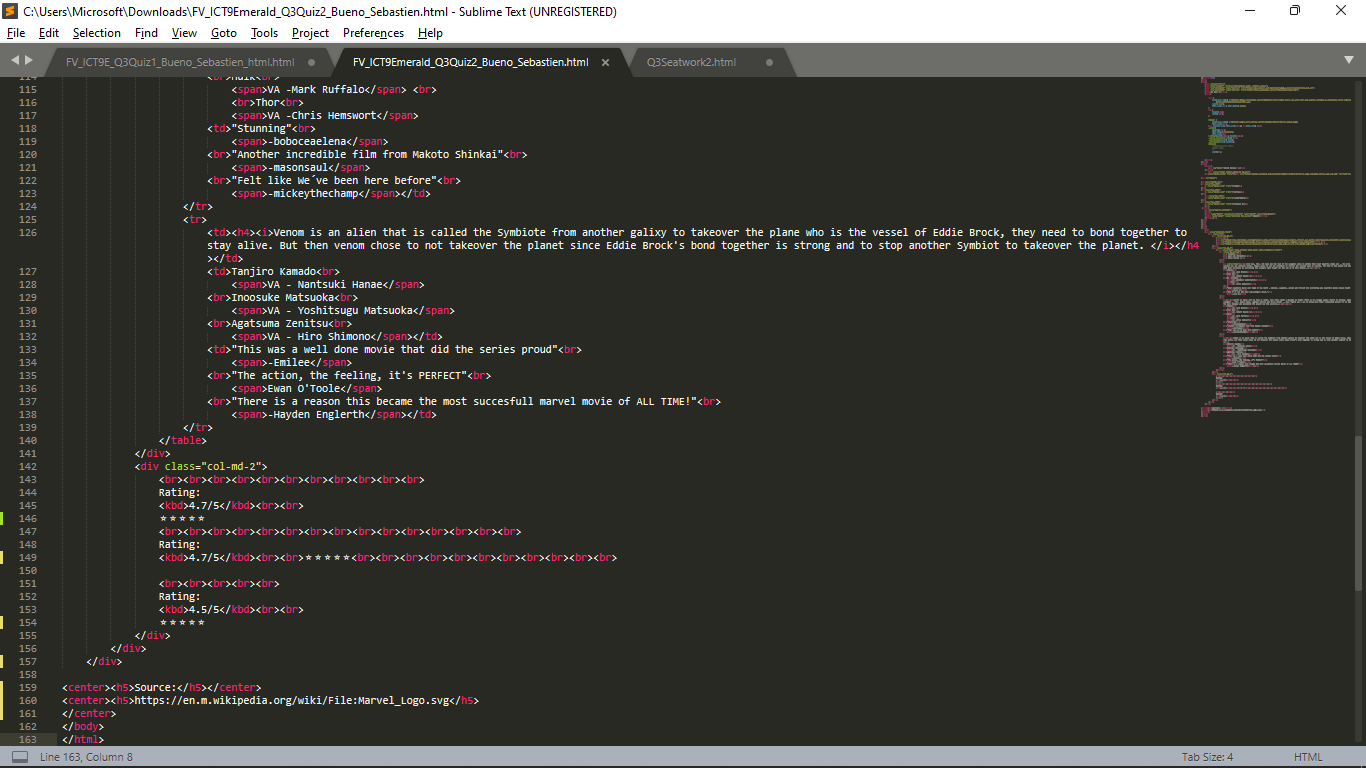 C:\Users\Microsoft\Downloads\FV_ICT9Emerald_Q3Quiz2_Bueno_Sebastien.html - Sublime Text (UNREGISTERED)
File Edit Selection Find View Goto Tools Project Preferences Help
FV_ICT9E_Q3Quiz1_Bueno_Sebastien_html.html FV_ICT9Emerald_Q3Quiz2_Bueno_Sebastien.html Q3Seatwork2.html
114 <br>Hulk<br>
115 <span>VA -Mark Ruffalo</span> <br>
116 <br>Thor<br>
117 <span>VA -Chris Hemswort</span>
118 <td>"Stunning"<br>
119 <span>-boboceaelena</span>
120 <br>"Another incredible film from Makoto Shinkai"<br>
121 <span>-masonsaul</span>
122 <br>"Felt like We´ve been here before"<br>
123 <span>-mickeythechamp</span></td>
124 </tr>
125 <tr>
126 <td><h4><i>Venom is an alien that is called the Symbiote from another galixy to takeover the plane who is the vessel of Eddie Brock, they need to bond together to
stay alive. But then venom chose to not takeover the planet since Eddie Brock's bond together is strong and to stop another Symbiot to takeover the planet. </i></h4
></td>
127 <td>Tanjiro Kamado<br>
128 <span>VA - Nantsuki Hanae</span>
129 <br>Inoosuke Matsuoka<br>
130 <span>VA - Yoshitsugu Matsuoka</span>
131 <br>Agatsuma Zenitsu<br>
132 <span>VA - Hiro Shimono</span></td>
133 <td>"This was a well done movie that did the series proud"<br>
134 <span>-Emilee</span>
135 <br>"The action, the feeling, it's PERFECT"<br>
136 <span>Ewan O'Toole</span>
137 <br>"There is a reason this became the most succesfull marvel movie of ALL TIME!"<br>
138 <span>-Hayden Englerth</span></td>
139 </tr>
140 </table>
141 </div>
142 <div class="col-md-2">
143 <br><br><br><br><br><br><br><br><br><br><br>
144 Rating:
145 <kbd>4.7/5</kbd><br><br>
146 *****
147 <br><br><br><br><br><br><br><br><br><br><br><br><br><br><br>
148 Rating:
149 <kbd>4.7/5</kbd><br><br>*****<br><br><br><br><br><br><br><br><br><br><br>
150
151 <br><br><br><br><br>
152 Rating:
153 <kbd>4.5/5</kbd><br><br>
154 *****
155 </div>
156 </div>
157 </div>
158
159 <center><h5>Source:</h5></center>
160 <center><h5>https://en.m.wikipedia.org/wiki/File:Marvel_Logo.svg</h5>
161 </center>
162 </body>
163 </html>
Line 163, Column 8 Tab Size: 4 HTML